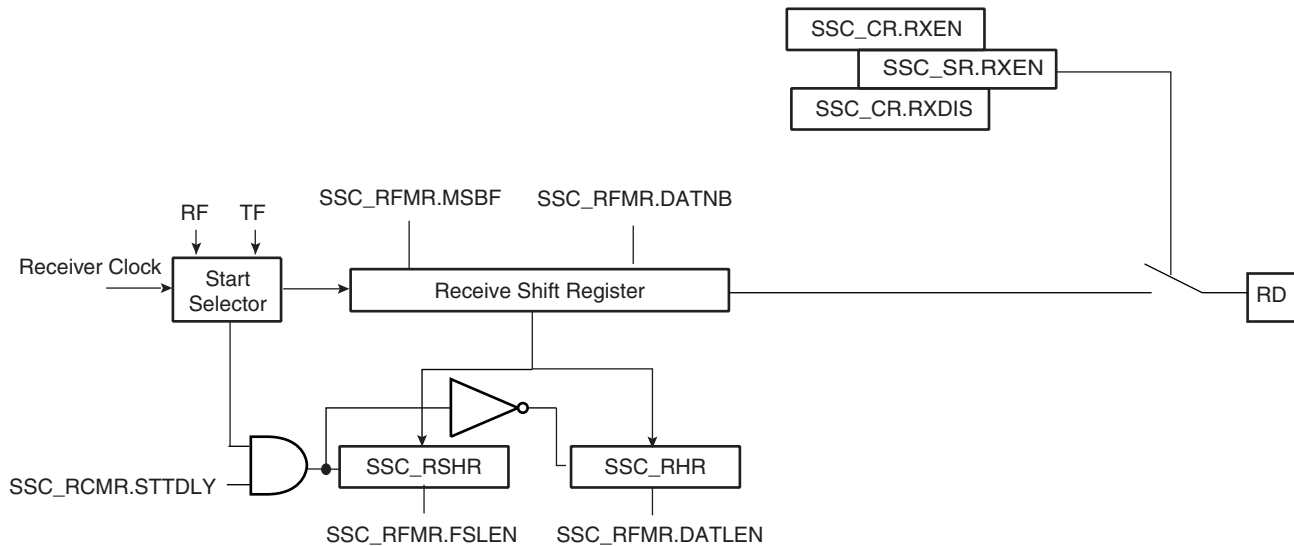 SSC_CR.RXEN
SSC_SR.RXEN
SSC_CR.RXDIS
SSC_RFMR.MSBF
SSC_RFMR.DATNB
RF
TF
Receiver Clock
Start
Selector
Receive Shift Register
RD
SSC_RSHR
SSC_RHR
SSC_RCMR.STTDLY
SSC_RFMR.FSLEN
SSC_RFMR.DATLEN